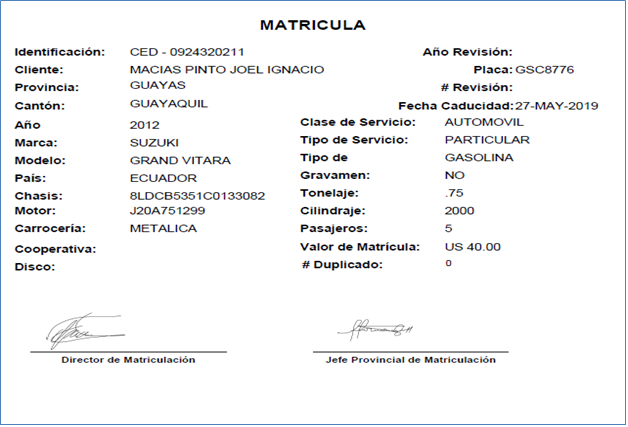 MATRICULA
Identificación: CED - 0924320211 Año Revisión:
Cliente: MACIAS PINTO JOEL IGNACIO Placa: GSC8776
Provincia: GUAYAS # Revisión:
Cantón: GUAYAQUIL Fecha Caducidad: 27-MAY-2019
Año 2012 Clase de Servicio: AUTOMOVIL
Marca: SUZUKI Tipo de Servicio: PARTICULAR
Modelo: GRAND VITARA Tipo de GASOLINA
País: ECUADOR Gravamen: NO
Chasis: 8LDCB5351C0133082 Tonelaje: .75
Motor: J20A751299 Cilindraje: 2000
Carrocería: METALICA Pasajeros: 5
Cooperativa: Valor de Matrícula: US 40.00
Disco: # Duplicado: 0
Director de Matriculación Jefe Provincial de Matriculación